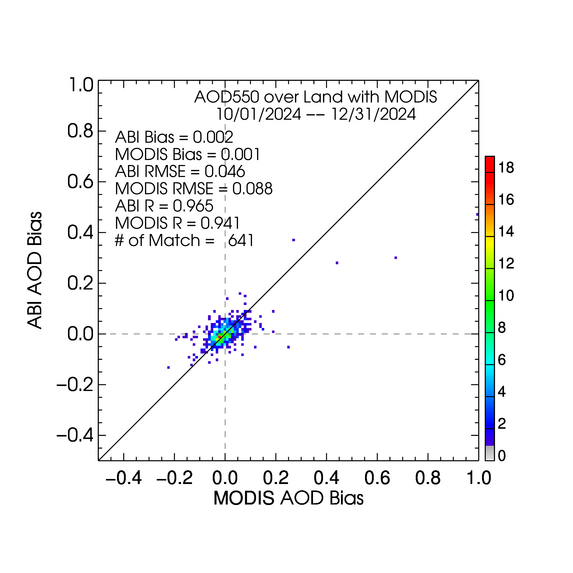 AOD550 over Land with MODIS
10/01/2024 -- 12/31/2024
ABI Bias = 0.002
MODIS Bias = 0.001
ABI RMSE = 0.046
MODIS RMSE = 0.088
ABI R = 0.965
MODIS R = 0.941
# of Match = 641
1.0
0.8
0.6
0.4
0.2
0.0
−0.2
−0.4
ABI AOD Bias
−0.4 −0.2 0.0 0.2 0.4 0.6 0.8 1.0
MODIS AOD Bias
18
16
14
12
10
8
6
4
2
0